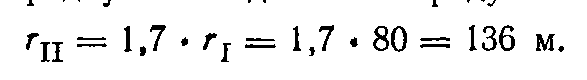 r_II = 1,7 · r_I = 1,7 · 80 = 136 м.